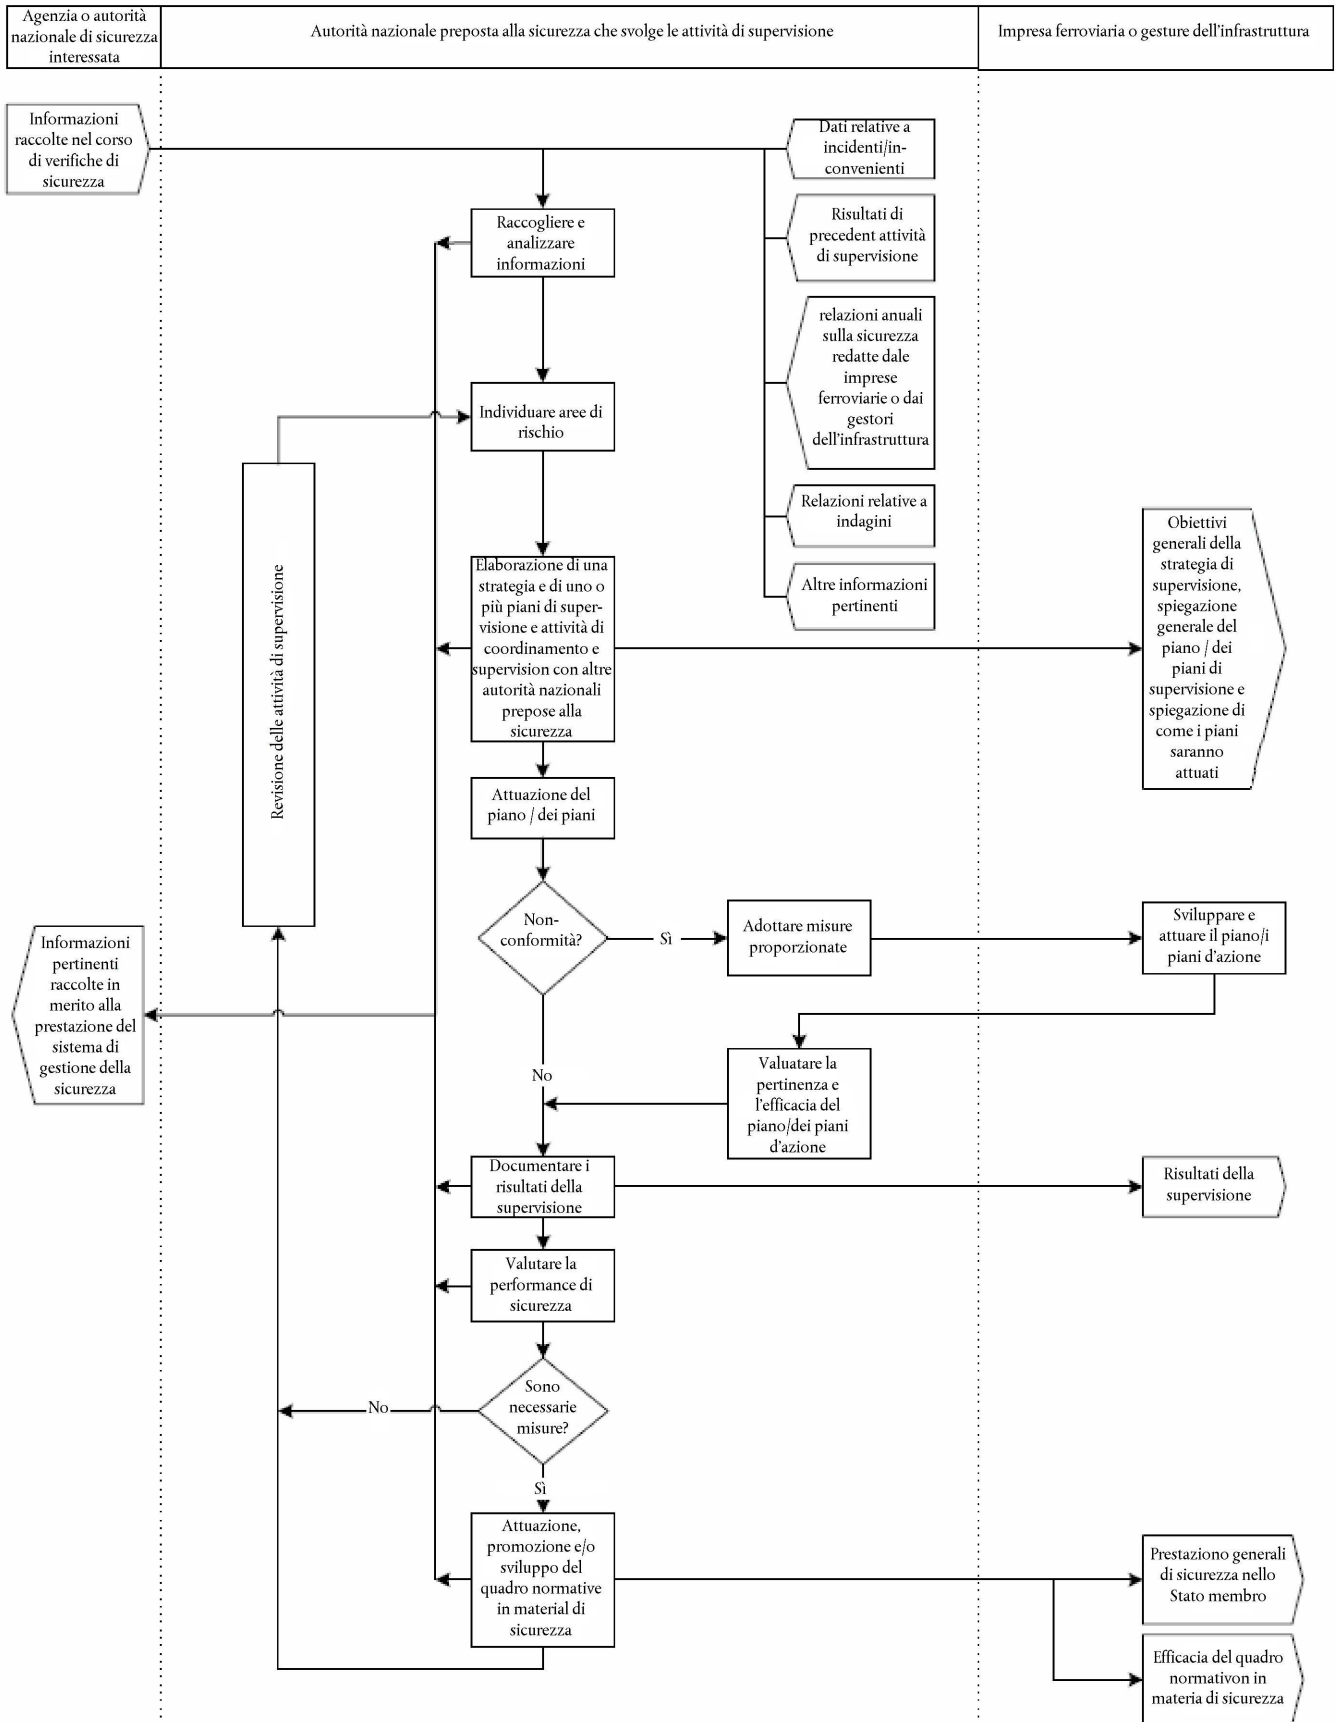 Agenzia o autorità
nazionale di sicurezza
interessata
Autorità nazionale preposta alla sicurezza che svolge le attività di supervisione
Impresa ferroviaria o gesture dell'infrastruttura
Informazioni
raccolte nel corso
di verifiche di
sicurezza
Dati relative a
incidenti/in-
convenienti
Raccogliere e
analizzare
informazioni
Risultati di
precedent attività
di supervisione
relazioni anuali
sulla sicurezza
redatte dale
imprese
ferroviarie o dai
gestori
dell'infrastruttura
Individuare aree di
rischio
Relazioni relative a
indagini
Altre informazioni
pertinenti
Elaborazione di una
strategia e di uno o
più piani di super-
visione e attività di
coordinamento e
supervision con altre
autorità nazionali
prepose alla
sicurezza
Obiettivi
generali della
strategia di
supervisione,
spiegazione
generale del
piano / dei
piani di
supervisione e
spiegazione di
come i piani
saranno
attuati
Revisione delle attività di supervisione
Attuazione del
piano / dei piani
Non-
conformità?
Sì
Adottare misure
proporzionate
Sviluppare e
attuare il piano/i
piani d'azione
Informazioni
pertinenti
raccolte in
merito alla
prestazione del
sistema di
gestione della
sicurezza
No
Valuatare la
pertinenza e
l'efficacia del
piano/dei piani
d'azione
Documentare i
risultati della
supervisione
Risultati della
supervisione
Valutare la
performance di
sicurezza
Sono
necessarie
misure?
No
Sì
Attuazione,
promozione e/o
sviluppo del
quadro normative
in material di
sicurezza
Prestaziono generali
di sicurezza nello
Stato membro
Efficacia del quadro
normativon in
materia di sicurezza